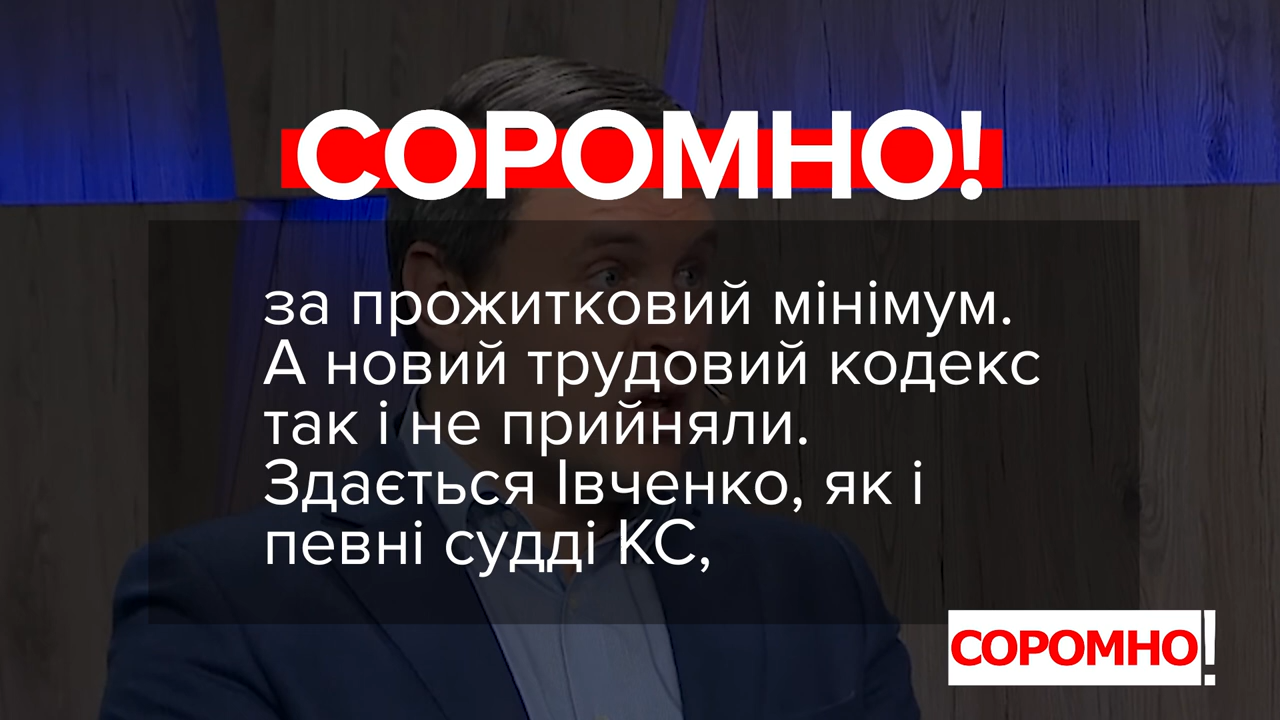 СОРОМНО!
за прожитковий мінімум.
А новий трудовий кодекс
так і не прийняли.
Здається Івченко, як і
певні судді КС,
СОРОМНО!